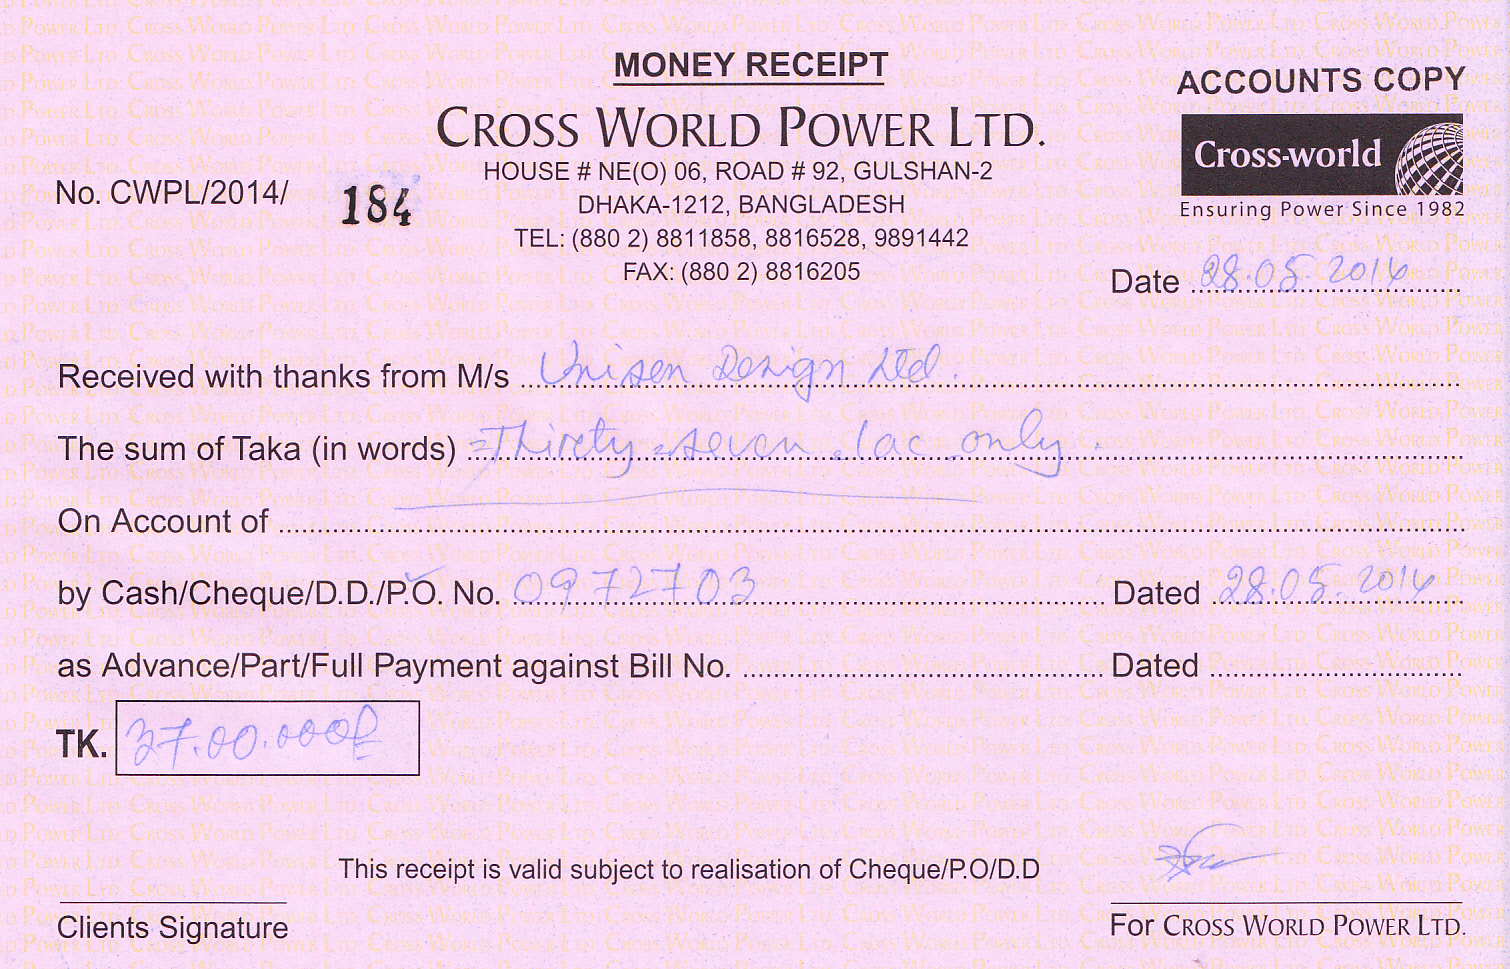 MONEY RECEIPT
ACCOUNTS COPY
CROSS WORLD POWER LTD.
Cross-world
Ensuring Power Since 1982
HOUSE # NE(O) 06, ROAD # 92, GULSHAN-2
No. CWPL/2014/ 184
DHAKA-1212, BANGLADESH
TEL: (880 2) 8811858, 8816528, 9891442
FAX: (880 2) 8816205
Date 28.05.2014
Received with thanks from M/s Unisen Design Ltd.
The sum of Taka (in words) =Thirety seven lac only.
On Account of
by Cash/Cheque/D.D./P.O. No. 0972703 Dated 28.05.2014
as Advance/Part/Full Payment against Bill No. Dated
TK. 37.00.000
This receipt is valid subject to realisation of Cheque/P.O/D.D
Clients Signature
For CROSS WORLD POWER LTD.